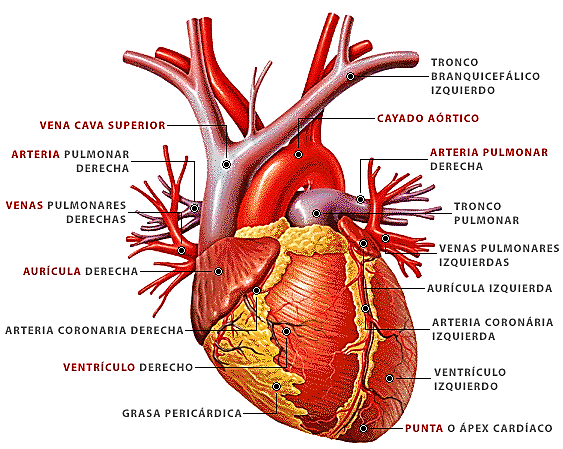 TRONCO
BRANQUICEFÁLICO
IZQUIERDO
VENA CAVA SUPERIOR
CAYADO AÓRTICO
ARTERIA PULMONAR
DERECHA
ARTERIA PULMONAR
DERECHA
VENAS PULMONARES
DERECHAS
TRONCO
PULMONAR
VENAS PULMONARES
IZQUIERDAS
AURÍCULA DERECHA
AURÍCULA IZQUIERDA
ARTERIA CORONARIA DERECHA
ARTERIA CORONÁRIA
IZQUIERDA
VENTRÍCULO DERECHO
VENTRÍCULO
IZQUIERDO
GRASA PERICÁRDICA
PUNTA O ÁPEX CARDÍACO